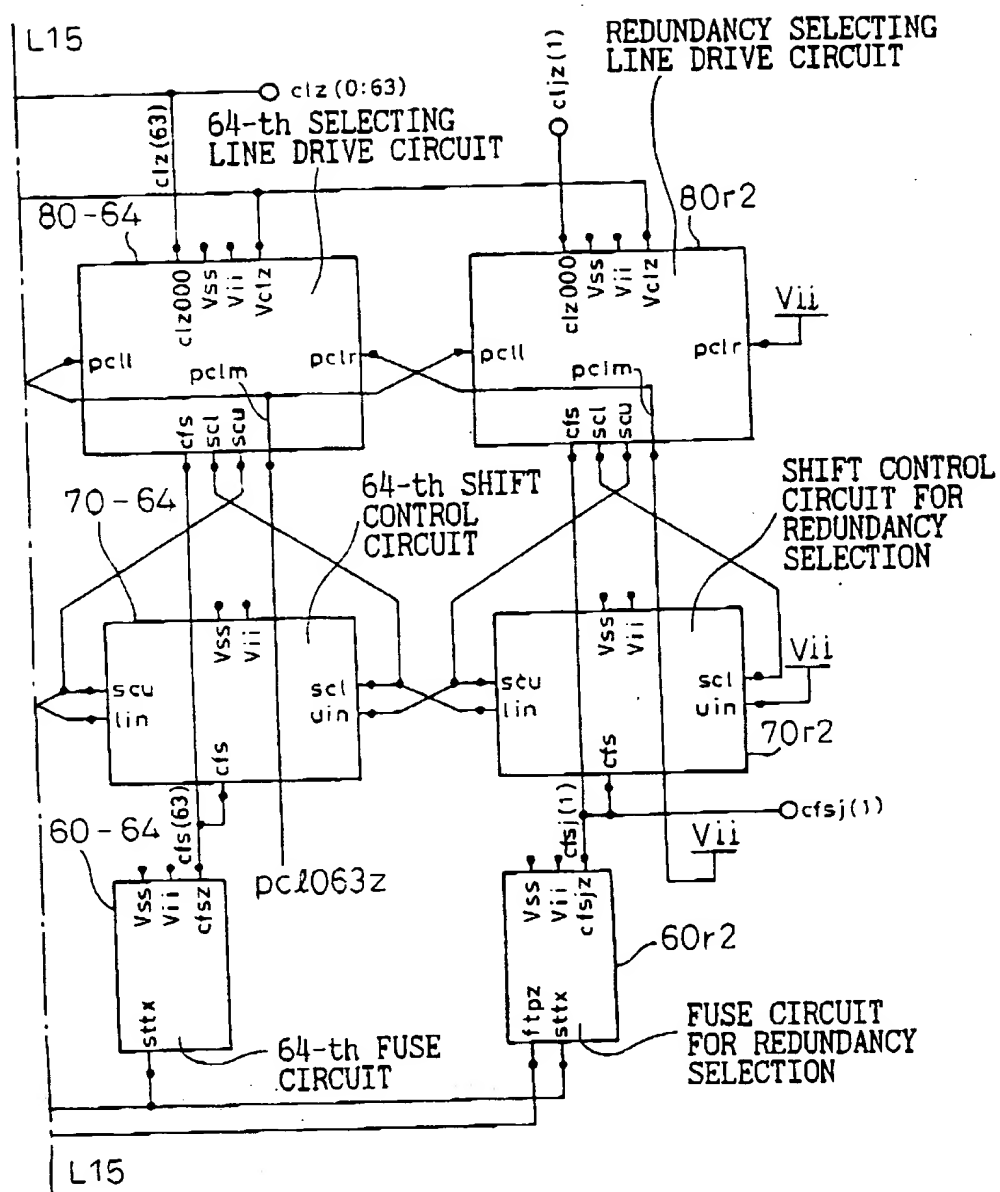 L15
clz(0:63)
clz(63)
64-th SELECTING
LINE DRIVE CIRCUIT
cljz(1)
REDUNDANCY SELECTING
LINE DRIVE CIRCUIT
80-64
clz000
Vss
Vii
Vclz
pcll
pclm
pclr
cfs
scl
scu
80r2
clz000
Vss
Vii
Vclz
pcll
pclm
pclr
Vii
cfs
scl
scu
70-64
64-th SHIFT
CONTROL
CIRCUIT
SHIFT CONTROL
CIRCUIT FOR
REDUNDANCY
SELECTION
Vss
Vii
scu
lin
scl
uin
cfs
Vss
Vii
scu
lin
scl
uin
cfs
Vii
70r2
60-64
cfs(63)
Vss
Vii
cfsz
sttx
pcl063z
cfsj(1)
cfsj(1)
Vii
Vss
Vii
cfsjz
ftpz
sttx
60r2
64-th FUSE
CIRCUIT
FUSE CIRCUIT
FOR REDUNDANCY
SELECTION
L15